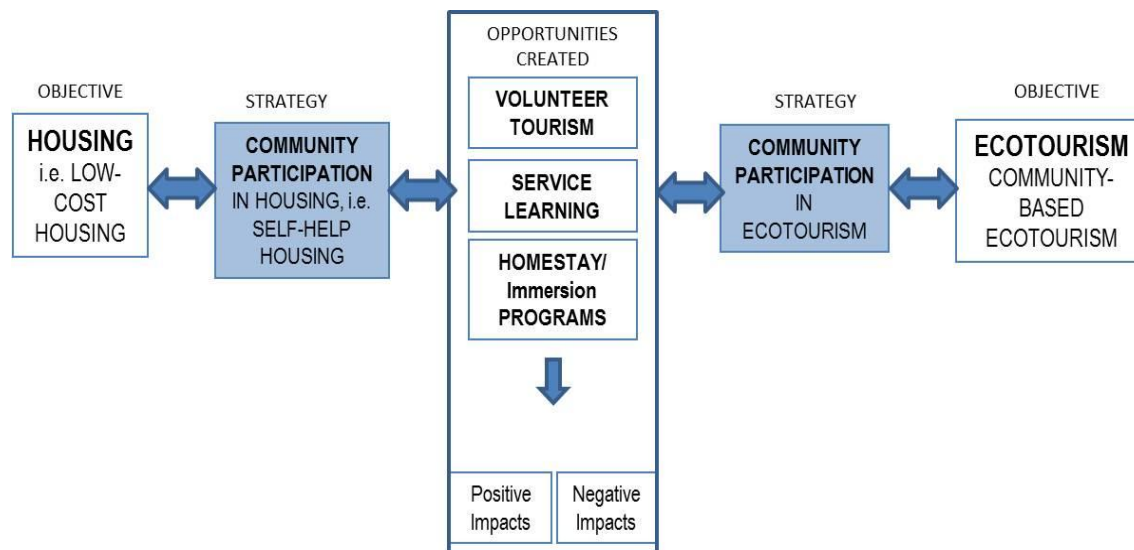 OBJECTIVE
HOUSING
i.e. LOW-
COST
HOUSING
STRATEGY
COMMUNITY
PARTICIPATION
IN HOUSING, i.e.
SELF-HELP
HOUSING
OPPORTUNITIES
CREATED
VOLUNTEER
TOURISM
SERVICE
LEARNING
HOMESTAY/
Immersion
PROGRAMS
Positive
Impacts
Negative
Impacts
STRATEGY
COMMUNITY
PARTICIPATION
IN
ECOTOURISM
OBJECTIVE
ECOTOURISM
COMMUNITY-
BASED
ECOTOURISM